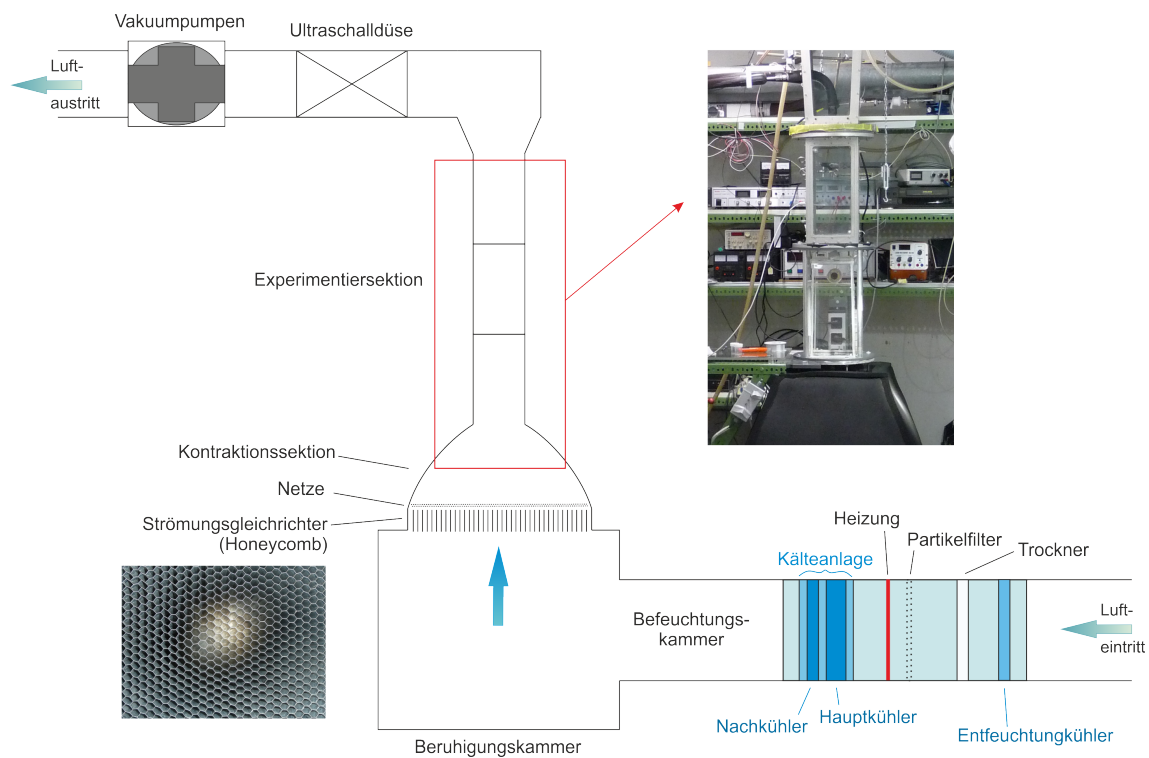 Vakuumpumpen
Ultraschalldüse
Luft-
austritt
Experimentiersektion
Kontraktionssektion
Netze
Strömungsgleichrichter
(Honeycomb)
Heizung
Partikelfilter
Trockner
Kälteanlage
Befeuchtungs-
kammer
Luft-
eintritt
Nachkühler
Hauptkühler
Entfeuchtungkühler
Beruhigungskammer